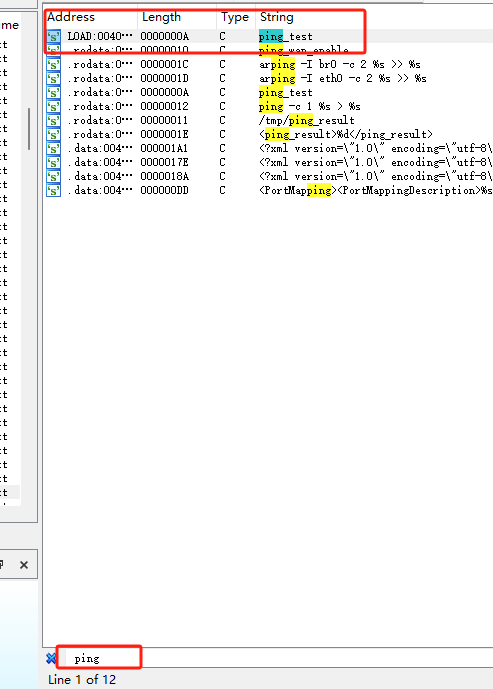 ume
Address Length Type String
LOAD:0040··· 0000000A C ping_test
.rodata:0··· 00000010 C ping_wan_enable
.rodata:0··· 0000001C C arping -I br0 -c 2 %s >> %s
.rodata:0··· 0000001D C arping -I eth0 -c 2 %s >> %s
.rodata:0··· 0000000A C ping_test
.rodata:0··· 00000012 C ping -c 1 %s > %s
.rodata:0··· 00000011 C /tmp/ping_result
.rodata:0··· 0000001E C <ping_result>%d</ping_result>
.data:004··· 000001A1 C <?xml version=\"1.0\" encoding=\"utf-8\
.data:004··· 0000017E C <?xml version=\"1.0\" encoding=\"utf-8\
.data:004··· 0000018A C <?xml version=\"1.0\" encoding=\"utf-8\
.data:004··· 000000DD C <PortMapping><PortMappingDescription>%s
ping
Line 1 of 12